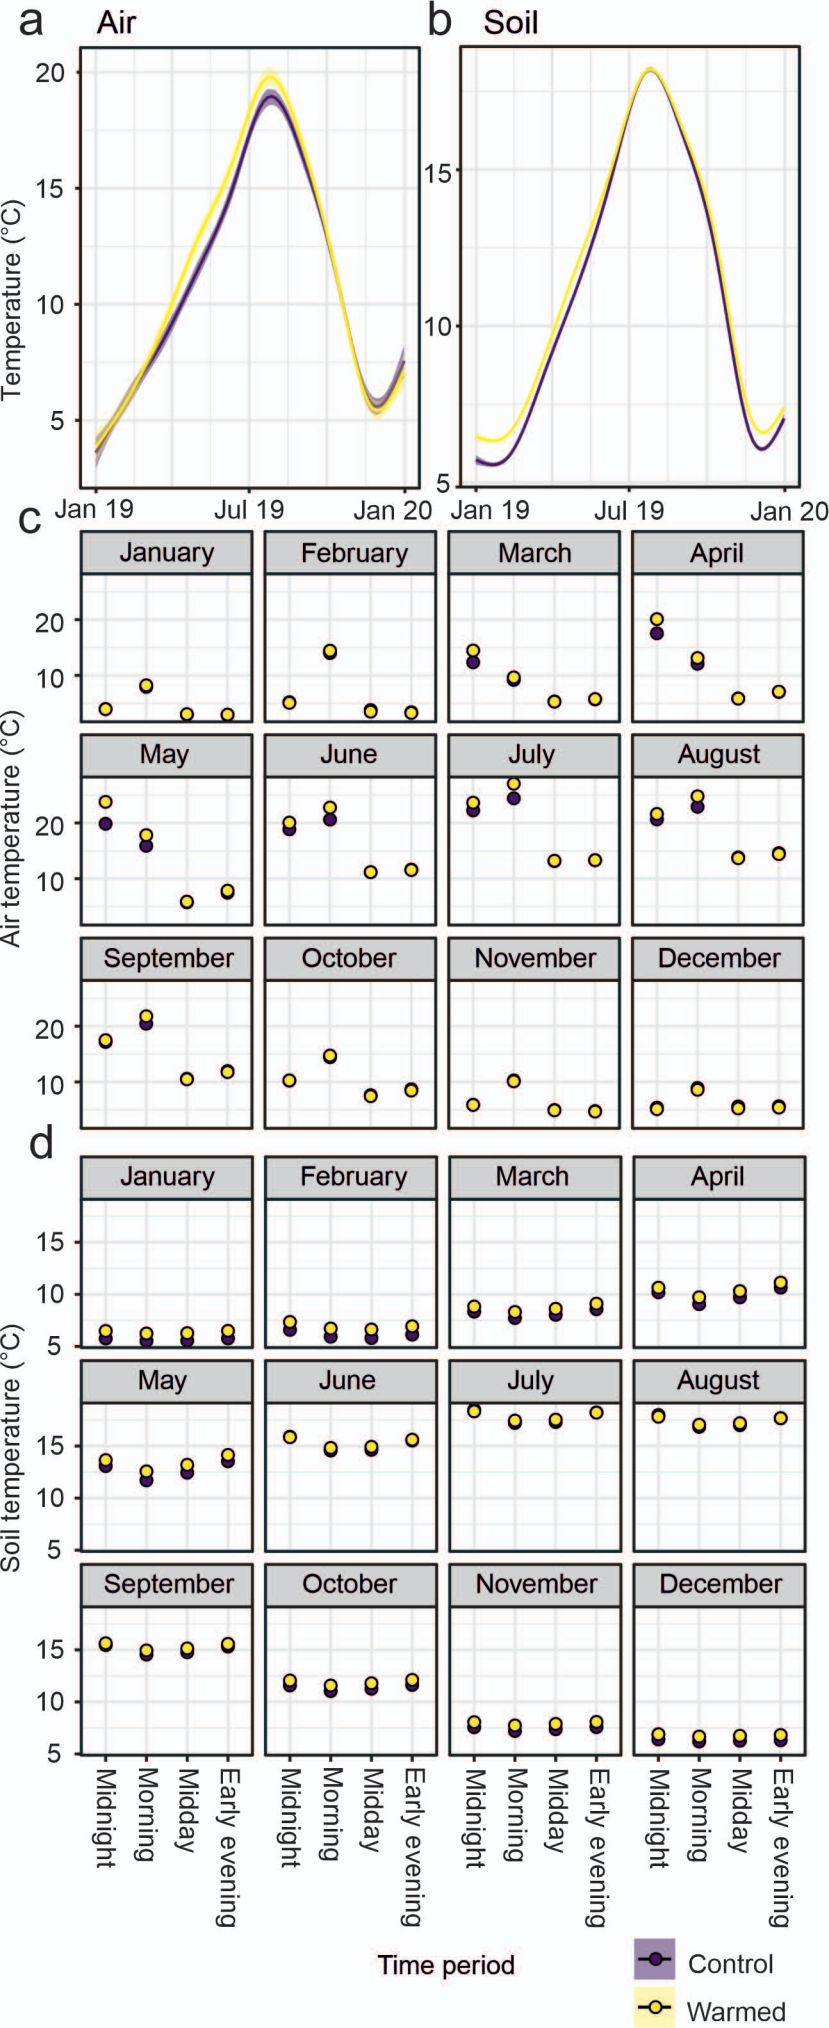 a Air
b Soil
Temperature (°C)
20
15
10
5
15
10
5
Jan 19 Jul 19 Jan 20
Jan 19 Jul 19 Jan 20
c
January February March April
20
10
May June July August
20
10
September October November December
20
10
Air temperature (°C)
d
January February March April
15
10
5
May June July August
15
10
5
September October November December
15
10
5
Soil temperature (°C)
Midnight Morning Midday Early evening
Midnight Morning Midday Early evening
Midnight Morning Midday Early evening
Midnight Morning Midday Early evening
Time period
Control
Warmed